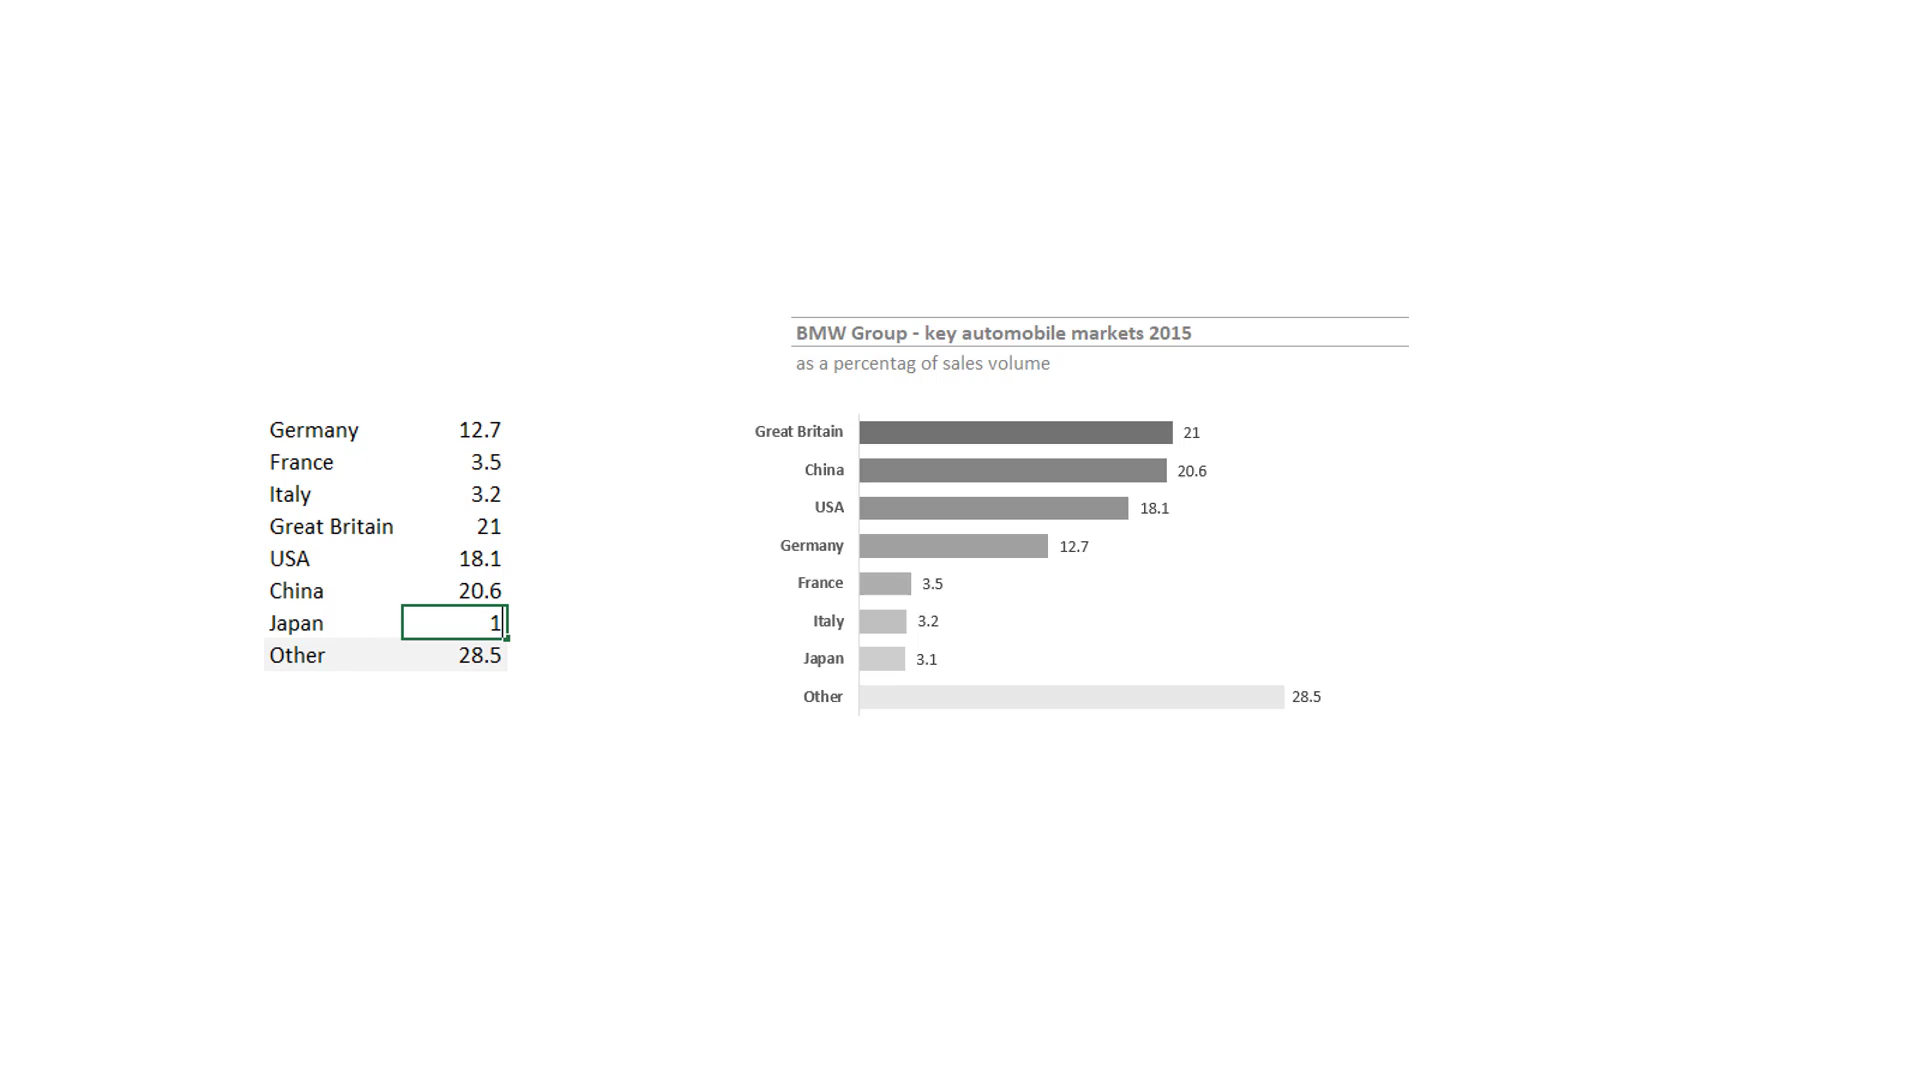 BMW Group - key automobile markets 2015
as a percentag of sales volume
Germany 12.7
France 3.5
Italy 3.2
Great Britain 21
USA 18.1
China 20.6
Japan 1
Other 28.5
Great Britain 21
China 20.6
USA 18.1
Germany 12.7
France 3.5
Italy 3.2
Japan 3.1
Other 28.5